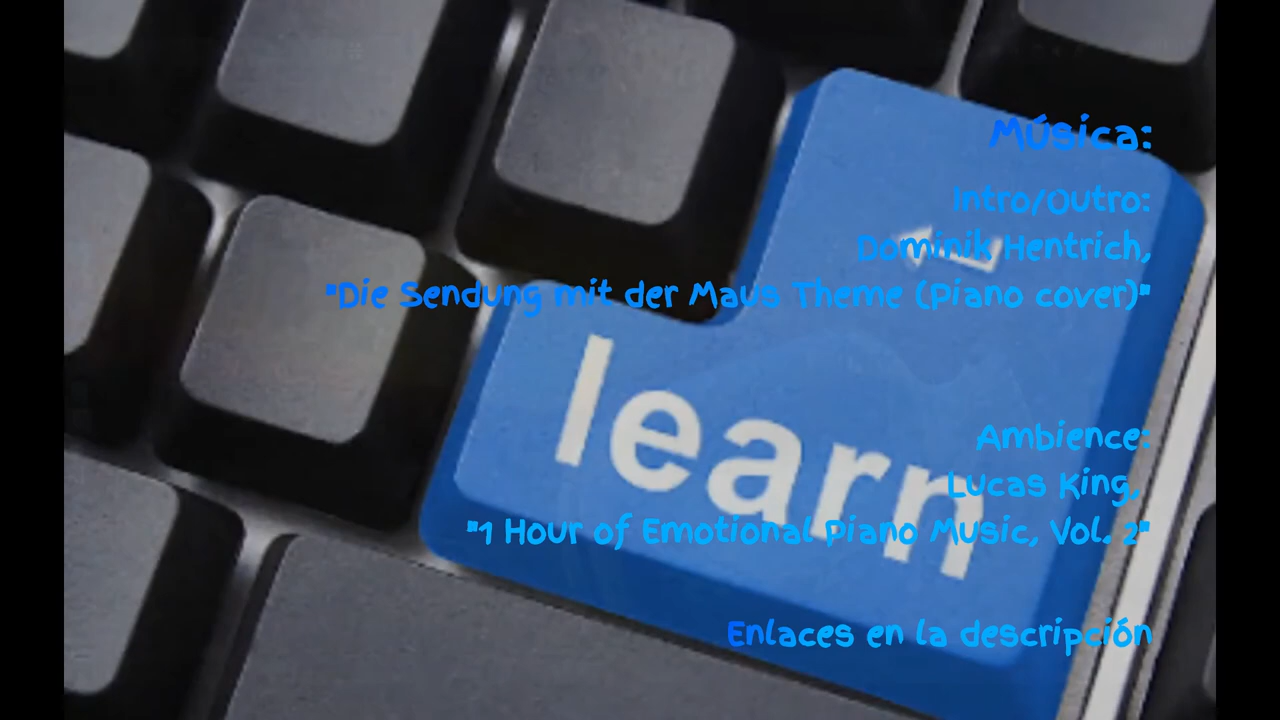 Música:
Intro/Outro:
Dominik Hentrich,
"Die Sendung mit der Maus Theme (Piano cover)"
learn
Ambience:
Lucas King,
"1 Hour of Emotional Piano Music, Vol. 2"
Enlaces en la descripción